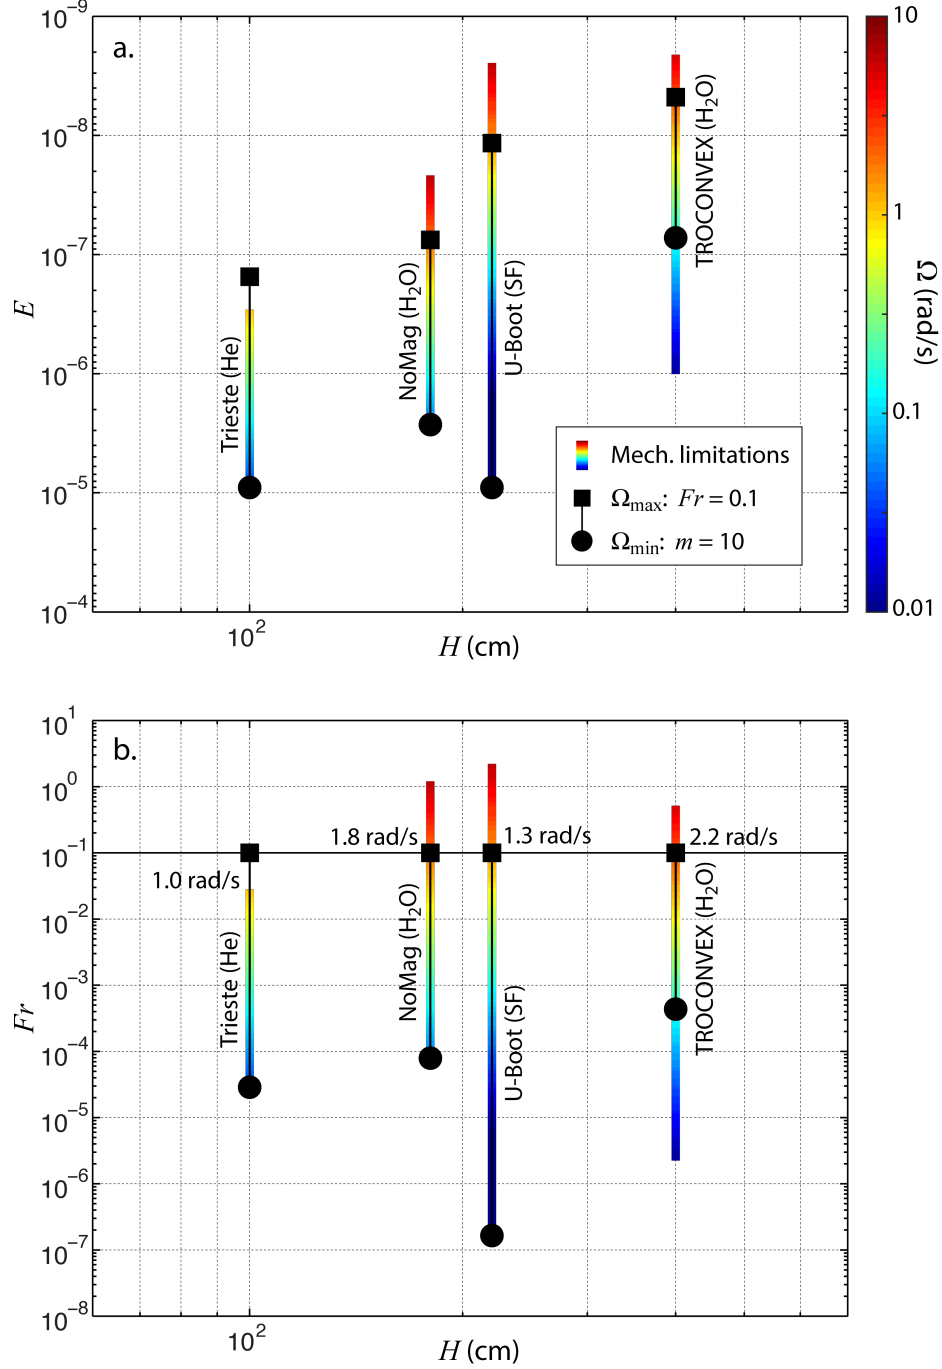 a.
10⁻⁹
10⁻⁸
10⁻⁷
10⁻⁶
10⁻⁵
10⁻⁴
E
Trieste (He)
NoMag (H₂O)
U-Boot (SF)
TROCONVEX (H₂O)
Mech. limitations
Ωmax: Fr = 0.1
Ωmin: m = 10
10²
H (cm)
10
1
0.1
0.01
Ω (rad/s)
b.
10¹
10⁰
10⁻¹
10⁻²
10⁻³
10⁻⁴
10⁻⁵
10⁻⁶
10⁻⁷
10⁻⁸
Fr
1.0 rad/s
1.8 rad/s
1.3 rad/s
2.2 rad/s
Trieste (He)
NoMag (H₂O)
U-Boot (SF)
TROCONVEX (H₂O)
10²
H (cm)